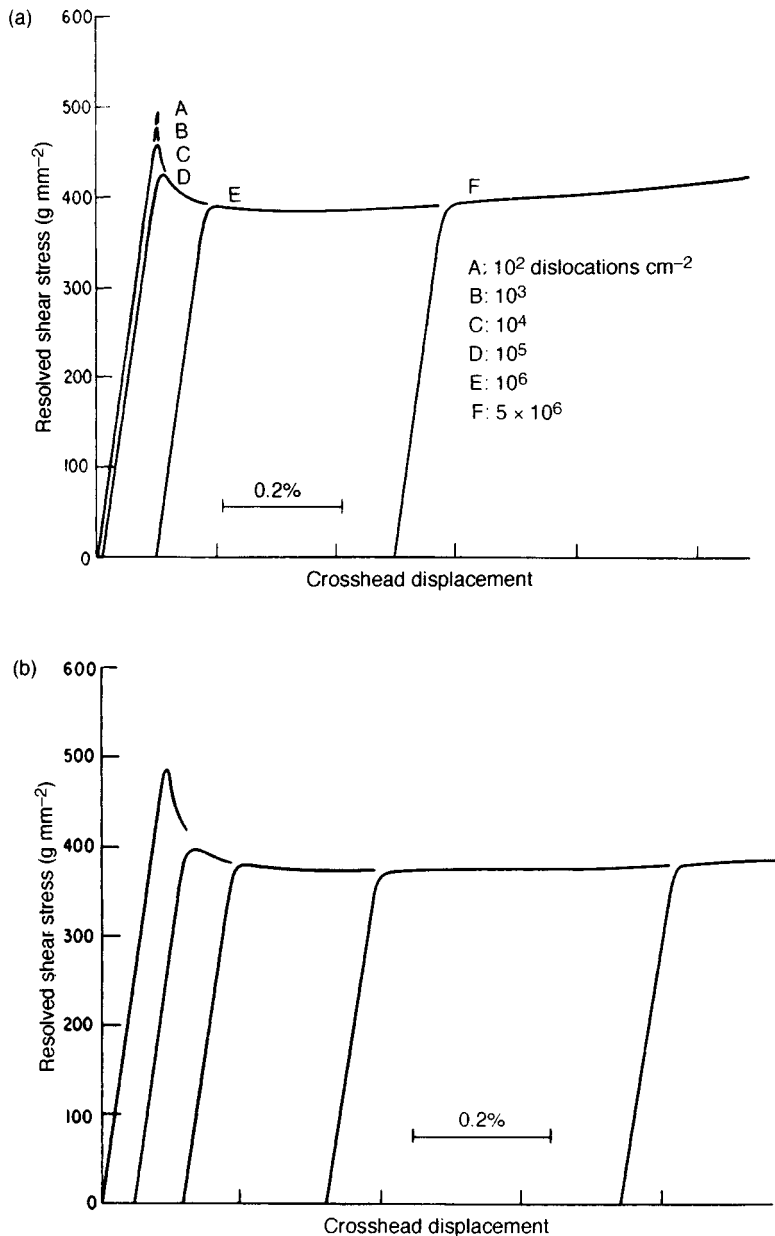 (a)
600
500
400
300
200
100
0
Resolved shear stress (g mm⁻²)
A
B
C
D
E
F
A: 10² dislocations cm⁻²
B: 10³
C: 10⁴
D: 10⁵
E: 10⁶
F: 5 × 10⁶
0.2%
Crosshead displacement
(b)
600
500
400
300
200
100
0
Resolved shear stress (g mm⁻²)
0.2%
Crosshead displacement